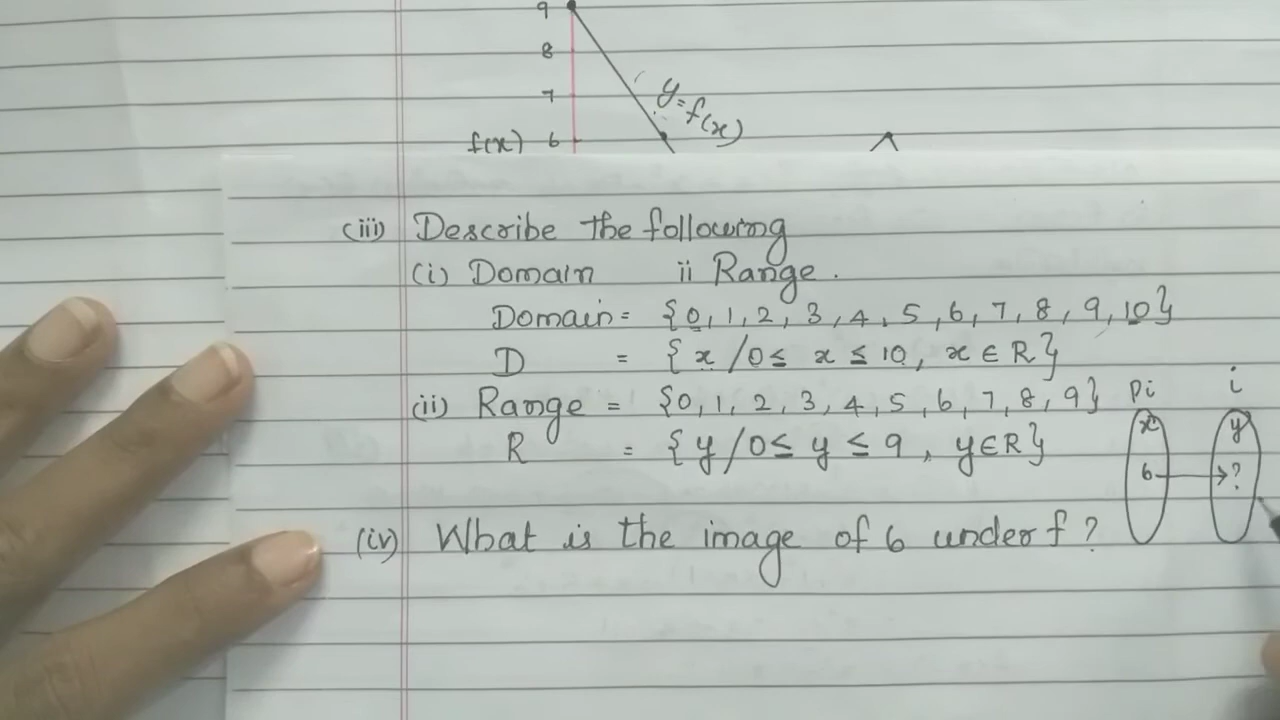 9
8
7
y=f(x)
f(x) 6
(iii) Describe the following
(i) Domain ii Range.
Domain = {0, 1, 2, 3, 4, 5, 6, 7, 8, 9, 10}
D = {x /0≤ x ≤ 10, x ∈ R}
(ii) Range = {0, 1, 2, 3, 4, 5, 6, 7, 8, 9} Pi i
R = {y /0≤ y ≤ 9, y∈R} x y
6 → ?
(iv) What is the image of 6 under f ?